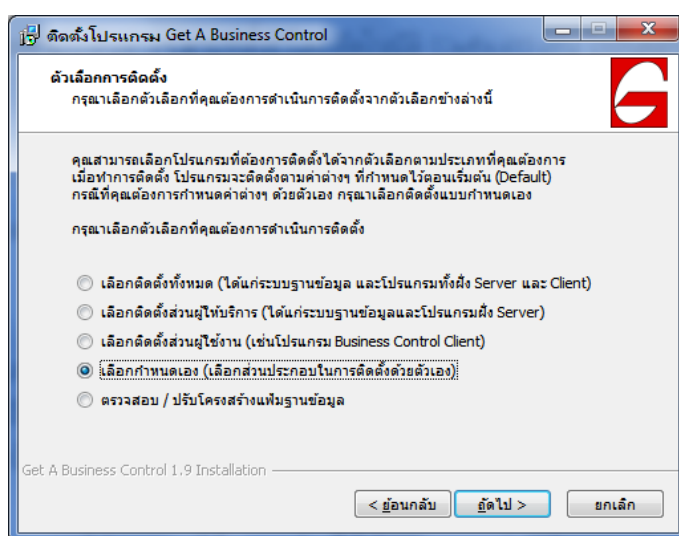 ติดตั้งโปรแกรม Get A Business Control
ตัวเลือกการติดตั้ง
กรุณาเลือกตัวเลือกที่คุณต้องการดำเนินการติดตั้งจากตัวเลือกข้างล่างนี้
คุณสามารถเลือกโปรแกรมที่ต้องการติดตั้งได้จากตัวเลือกตามประเภทที่คุณต้องการ
เมื่อทำการติดตั้ง โปรแกรมจะติดตั้งตามค่าต่างๆ ที่กำหนดไว้ตอนเริ่มต้น (Default)
กรณีที่คุณต้องการกำหนดค่าต่างๆ ด้วยตัวเอง กรุณาเลือกติดตั้งแบบกำหนดเอง
กรุณาเลือกตัวเลือกที่คุณต้องการดำเนินการติดตั้ง
เลือกติดตั้งทั้งหมด (ได้แก่ระบบฐานข้อมูล และโปรแกรมทั้งฝั่ง Server และ Client)
เลือกติดตั้งส่วนผู้ให้บริการ (ได้แก่ระบบฐานข้อมูลและโปรแกรมฝั่ง Server)
เลือกติดตั้งส่วนผู้ใช้งาน (เช่นโปรแกรม Business Control Client)
เลือกกำหนดเอง (เลือกส่วนประกอบในการติดตั้งด้วยตัวเอง)
ตรวจสอบ / ปรับโครงสร้างแฟ้มฐานข้อมูล
Get A Business Control 1.9 Installation
< ย้อนกลับ ถัดไป > ยกเลิก